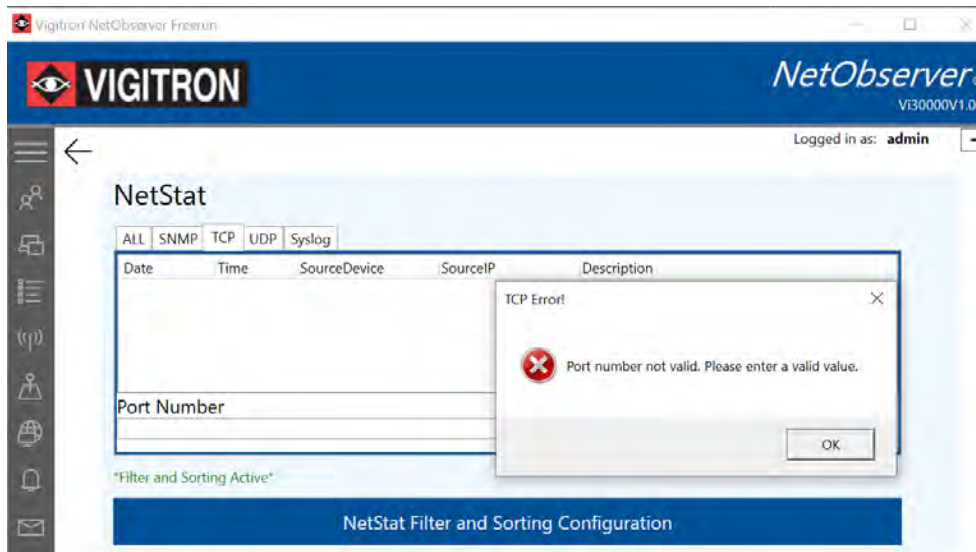 Vigitron NetObserver Freerun
VIGITRON
NetObserver
Vi30000V1.0
Logged in as: admin
NetStat
ALL SNMP TCP UDP Syslog
Date Time SourceDevice SourceIP Description
TCP Error!
Port number not valid. Please enter a valid value.
Port Number
OK
*Filter and Sorting Active*
NetStat Filter and Sorting Configuration